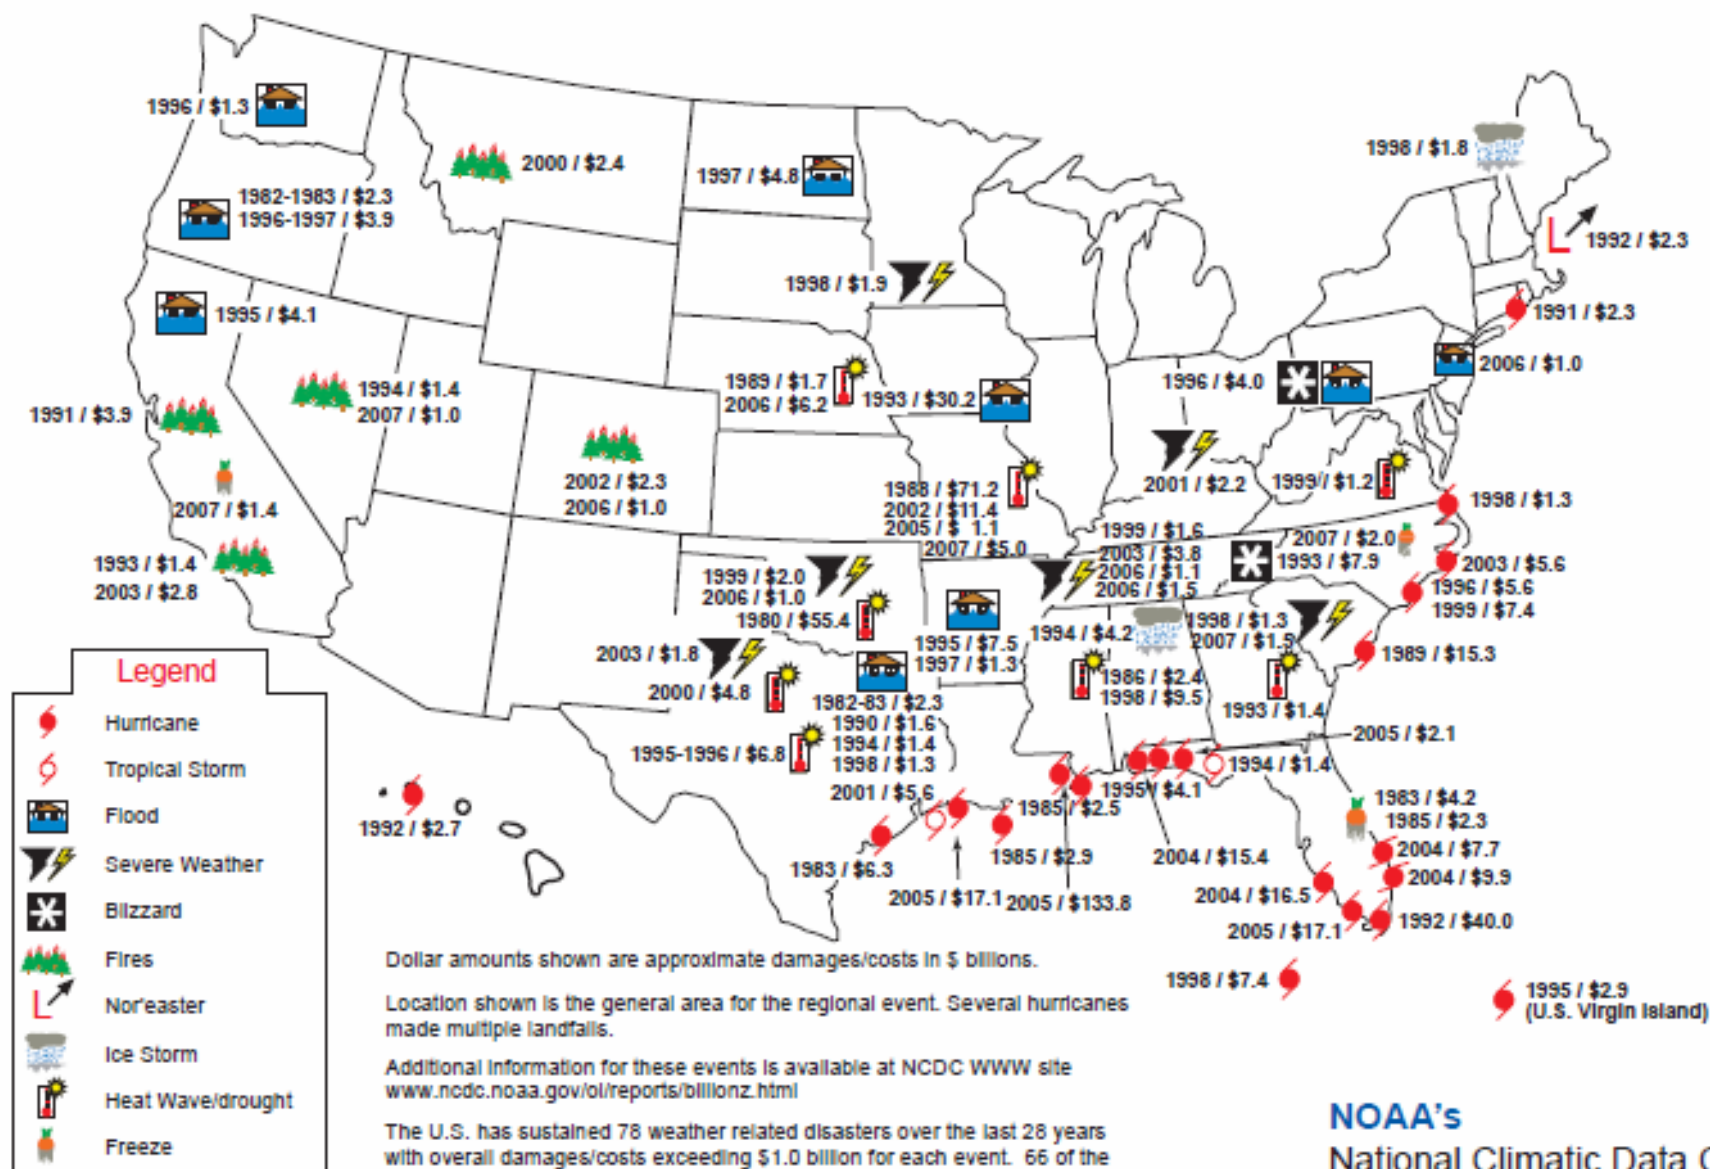 1996 / $1.3
2000 / $2.4
1997 / $4.8
1998 / $1.8
1982-1983 / $2.3
1996-1997 / $3.9
1992 / $2.3
1998 / $1.9
1995 / $4.1
1991 / $2.3
2006 / $1.0
1996 / $4.0
1989 / $1.7
2006 / $6.2
1993 / $30.2
1994 / $1.4
2007 / $1.0
1991 / $3.9
2002 / $2.3
2006 / $1.0
2007 / $1.4
1988 / $71.2
2002 / $11.4
2005 / $ 1.1
2007 / $5.0
2001 / $2.2
1999 / $1.2
1998 / $1.3
1993 / $1.4
2003 / $2.8
1999 / $1.6
2003 / $3.8
2006 / $1.1
2006 / $1.5
2007 / $2.0
1993 / $7.9
2003 / $5.6
1996 / $5.6
1999 / $7.4
1999 / $2.0
2006 / $1.0
1980 / $55.4
1995 / $7.5
1997 / $1.3
1994 / $4.2
1998 / $1.3
2007 / $1.5
1989 / $15.3
2003 / $1.8
2000 / $4.8
1986 / $2.4
1998 / $9.5
1993 / $1.4
1982-83 / $2.3
1990 / $1.6
1994 / $1.4
1998 / $1.3
2001 / $5.6
1995-1996 / $6.8
2005 / $2.1
1994 / $1.4
1995 / $4.1
1985 / $2.5
1983 / $4.2
1985 / $2.3
1992 / $2.7
1983 / $6.3
1985 / $2.9
2004 / $15.4
2004 / $7.7
2004 / $9.9
2005 / $17.1
2005 / $133.8
2004 / $16.5
2005 / $17.1
1992 / $40.0
1998 / $7.4
1995 / $2.9
(U.S. Virgin Island)
Legend
Hurricane
Tropical Storm
Flood
Severe Weather
Blizzard
Fires
L Nor'easter
Ice Storm
Heat Wave/drought
Freeze
Dollar amounts shown are approximate damages/costs in $ billions.
Location shown is the general area for the regional event. Several hurricanes
made multiple landfalls.
Additional information for these events is available at NCDC WWW site
www.ncdc.noaa.gov/ol/reports/billionz.html
The U.S. has sustained 78 weather related disasters over the last 28 years
with overall damages/costs exceeding $1.0 billion for each event. 66 of the
NOAA's
National Climatic Data